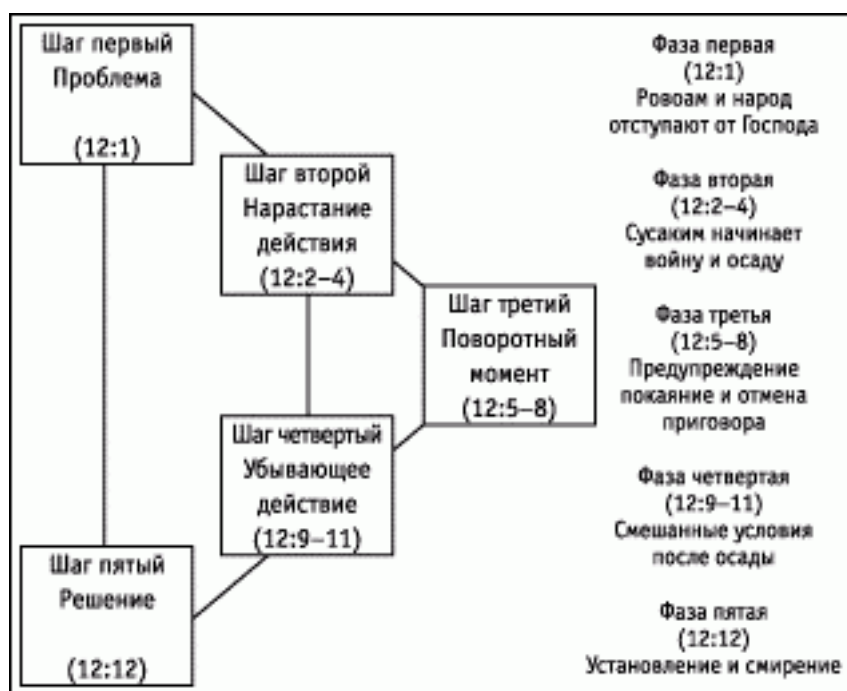 Шаг первый
Проблема
(12:1)
Шаг второй
Нарастание
действия
(12:2–4)
Шаг третий
Поворотный
момент
(12:5–8)
Шаг четвертый
Убывающее
действие
(12:9–11)
Шаг пятый
Решение
(12:12)
Фаза первая
(12:1)
Ровоам и народ
отступают от Господа
Фаза вторая
(12:2–4)
Сусаким начинает
войну и осаду
Фаза третья
(12:5–8)
Предупреждение
покаяние и отмена
приговора
Фаза четвертая
(12:9–11)
Смешанные условия
после осады
Фаза пятая
(12:12)
Установление и смирение